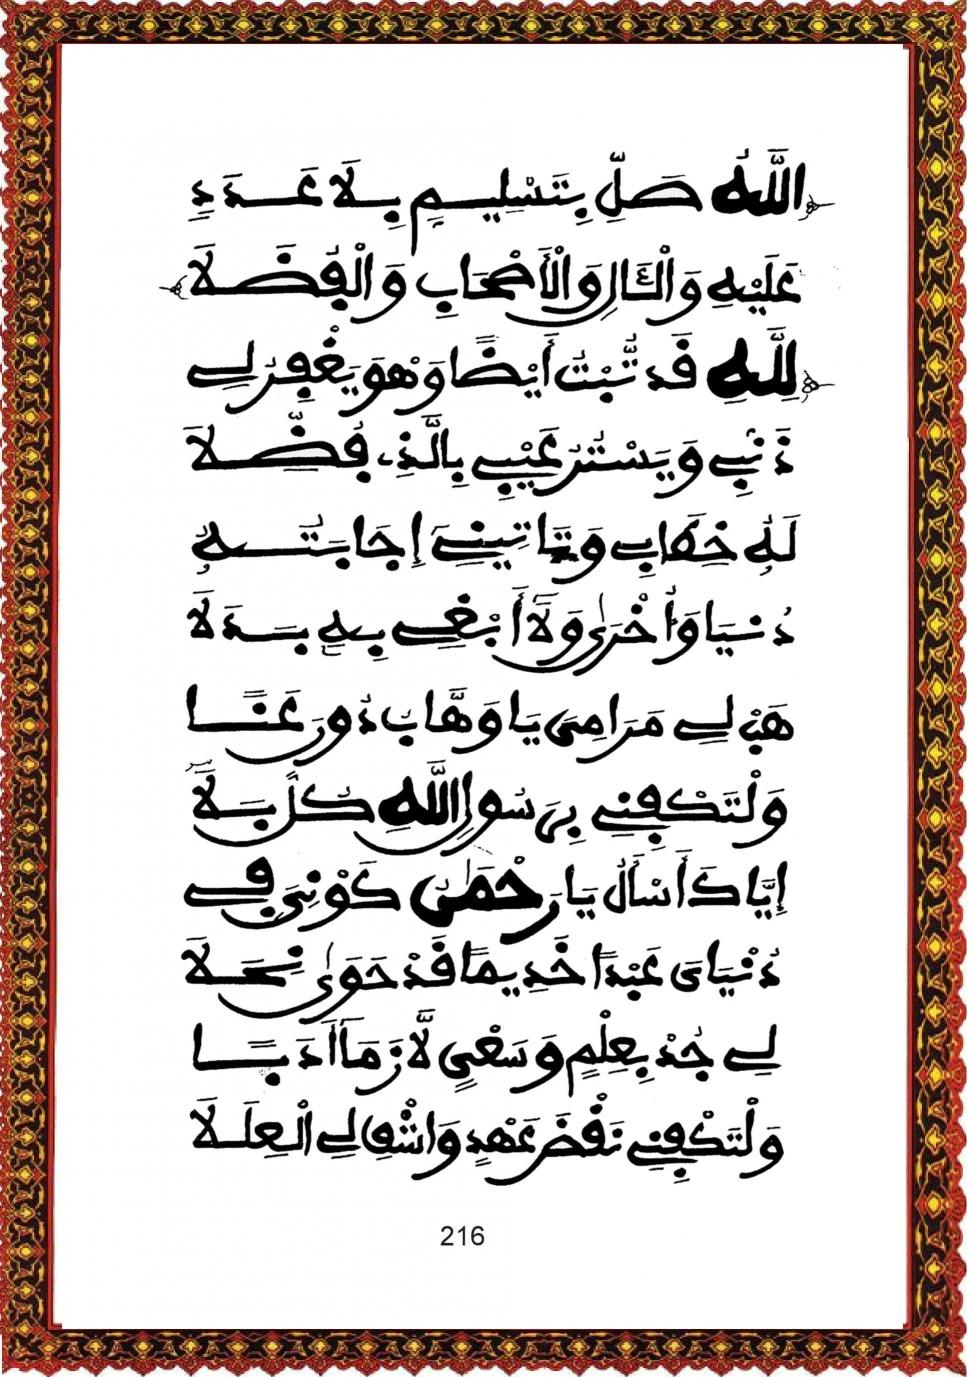 اللَّهُ صَلِّ بِتَسْلِيمٍ بِلَا عَدَدِ
عَلَيْهِ وَالْآلِ وَالْأَصْحَابِ وَالْفُضَلَا
لِلَّهِ قَدْ تُّبْتُ أَيْضًا وَهْوَ يَغْفِرُ لِي
ذَنْبِي وَيَسْتُرُ عَيْبِي بِالَّذِي فَضَّلَا
لَهُ خِطَابِي وَتَاتِينِي إِجَابَتُهُ
دُنْيَا وَأُخْرَى وَلَا أَبْغِي بِهِ بَدَلَا
هَبْ لِي مَرَامِيَ يَا وَهَّابُ دُورَ عَنًا
وَلْتَكْفِنِي بِرَسُولِ اللَّهِ كُلَّ بَلَا
إِيَّاكَ أَسْأَلُ يَا رَحْمَنُ كَوْنِيَ فِي
دُنْيَايَ عَبْدًا خَدِيمًا قَدْ حَوَى نِحَلَا
لِي جُدْ بِعِلْمٍ وَسَعْيٍ لَّازَمَا أَدَبًا
وَلْتَكْفِنِي نَقْضَ عَهْدٍ وَاشْفِ لِي الْعِلَلَا
216